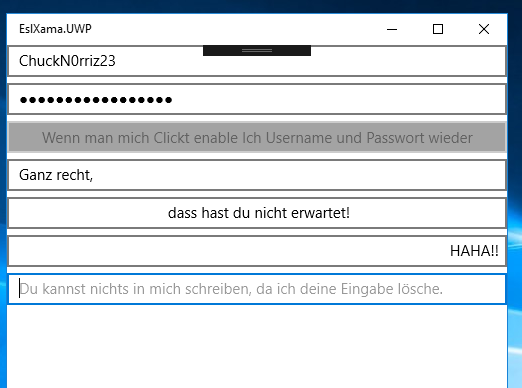 EslXama.UWP
ChuckN0rriz23
●●●●●●●●●●●●●●●●●
Wenn man mich Clickt enable Ich Username und Passwort wieder
Ganz recht,
dass hast du nicht erwartet!
HAHA!!
Du kannst nichts in mich schreiben, da ich deine Eingabe lösche.